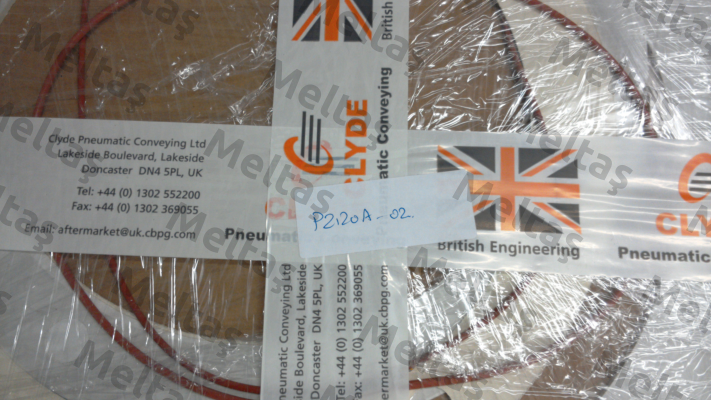 Clyde Pneumatic Conveying Ltd
Lakeside Boulevard, Lakeside
Doncaster DN4 5PL, UK
Tel: +44 (0) 1302 552200
Fax: +44 (0) 1302 369055
Email: aftermarket@uk.cbpg.com
British
CLYDE
Pneumatic Conveying
P2120A-02
British Engineering
CLYDE
Pneumatic
Pneumatic Conveying Ltd
Boulevard, Lakeside
Doncaster DN4 5PL, UK
Tel: +44 (0) 1302 552200
Fax: +44 (0) 1302 369055
aftermarket@uk.cbpg.com
Meltaş